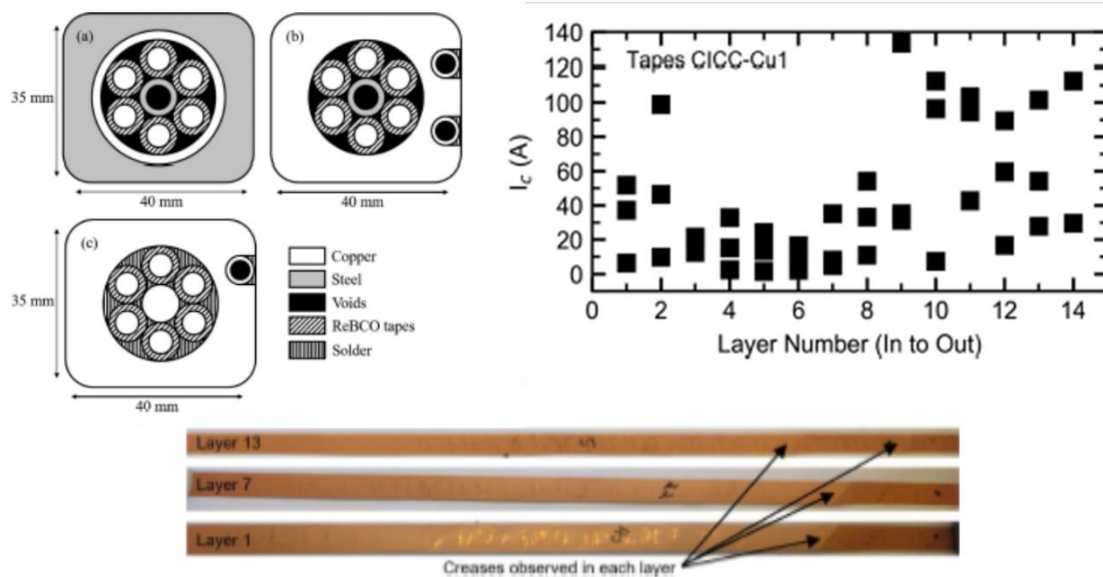 (a)
35 mm
40 mm
(b)
40 mm
(c)
35 mm
40 mm
Copper
Steel
Voids
ReBCO tapes
Solder
Tapes CICC-Cu1
I_c (A)
140
120
100
80
60
40
20
0
0 2 4 6 8 10 12 14
Layer Number (In to Out)
Layer 13
Layer 7
Layer 1
Creases observed in each layer